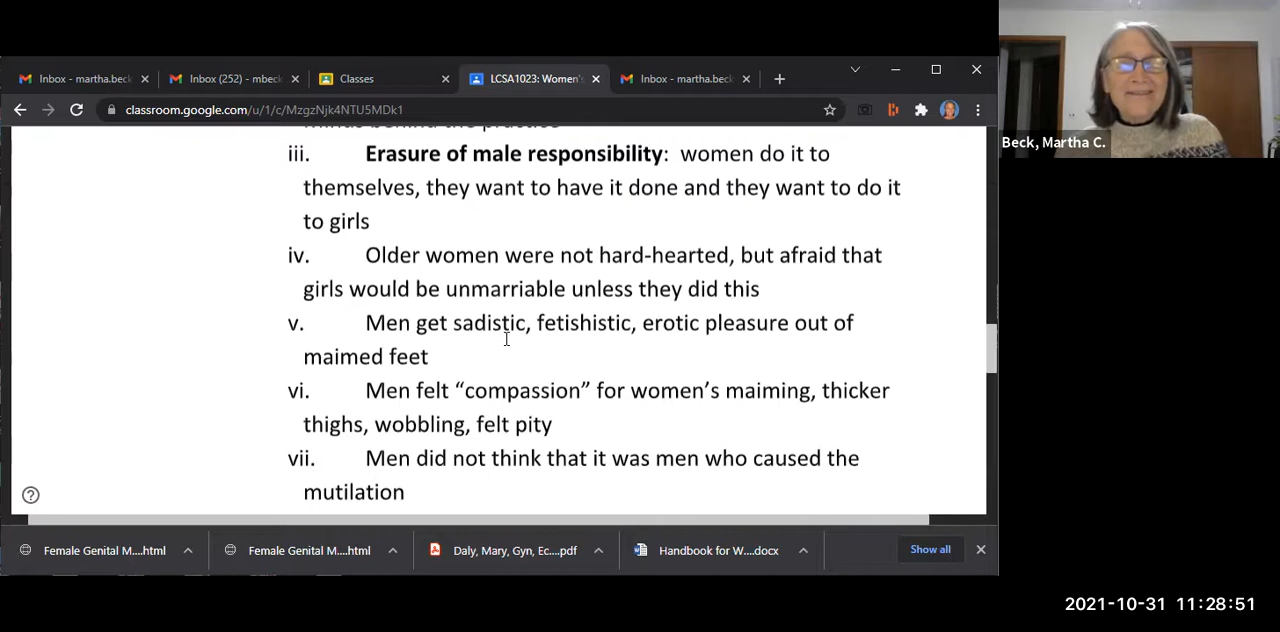 Inbox - martha.beck
Inbox (252) - mbeck
Classes
LCSA1023: Women's
Inbox - martha.beck
classroom.google.com/u/1/c/MzgzNjk4NTU5MDk1
Beck, Martha C.
minds behind the practice
iii. Erasure of male responsibility: women do it to
themselves, they want to have it done and they want to do it
to girls
iv. Older women were not hard-hearted, but afraid that
girls would be unmarriable unless they did this
v. Men get sadistic, fetishistic, erotic pleasure out of
maimed feet
vi. Men felt “compassion” for women’s maiming, thicker
thighs, wobbling, felt pity
vii. Men did not think that it was men who caused the
mutilation
Female Genital M....html
Female Genital M....html
Daly, Mary, Gyn, Ec....pdf
Handbook for W....docx
Show all
2021-10-31 11:28:51